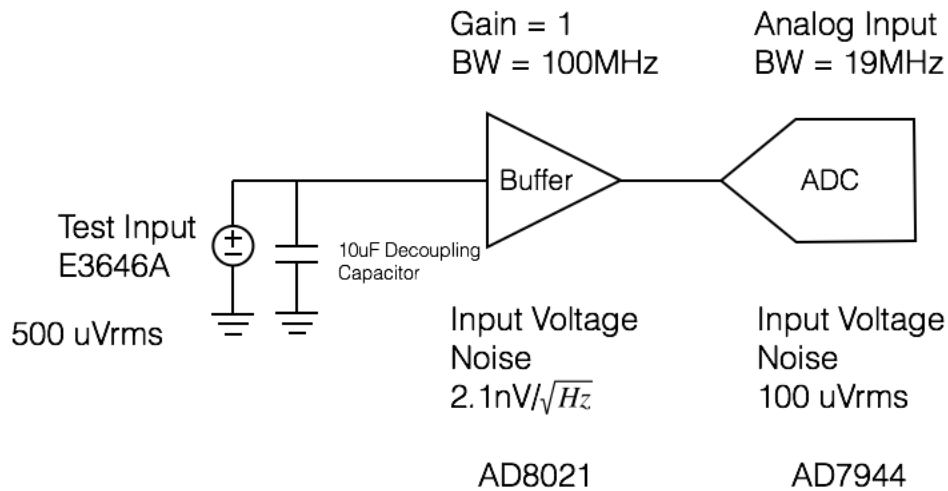 Gain = 1
BW = 100MHz
Analog Input
BW = 19MHz
Buffer
ADC
Test Input
E3646A
500 uVrms
+
−
10uF Decoupling
Capacitor
Input Voltage
Noise
2.1nV/√Hz
Input Voltage
Noise
100 uVrms
AD8021
AD7944